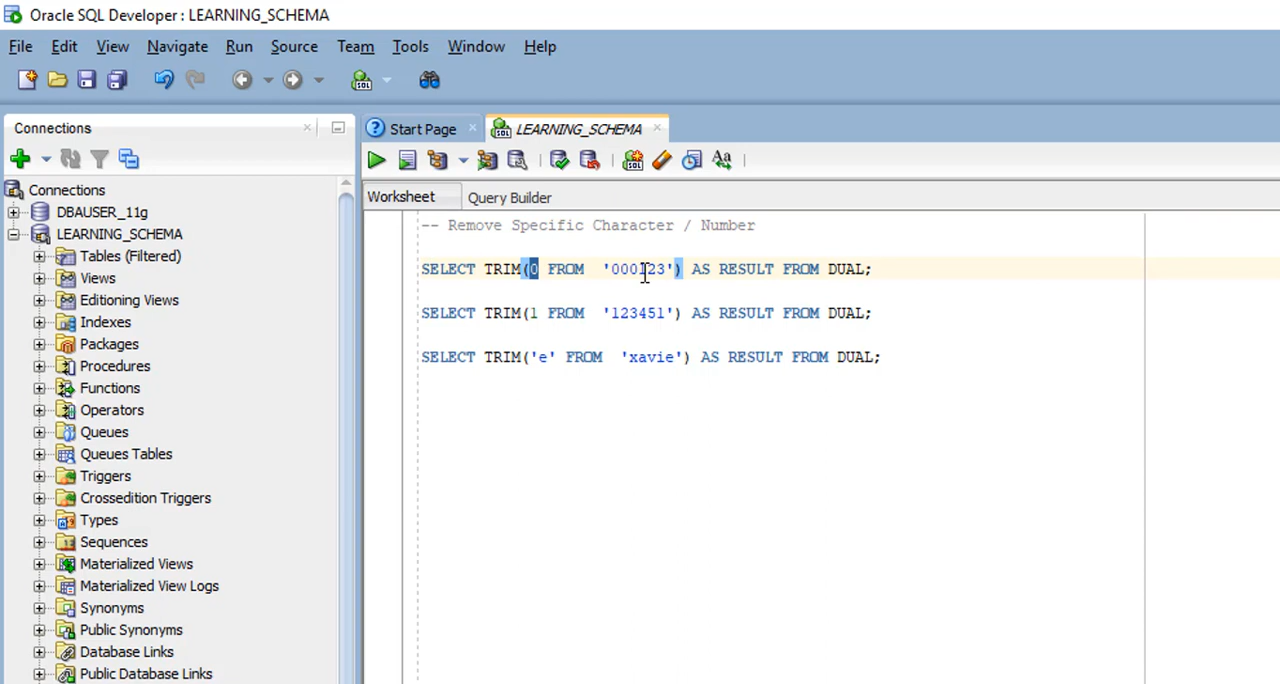 Oracle SQL Developer : LEARNING_SCHEMA
File Edit View Navigate Run Source Team Tools Window Help
Connections
Start Page
LEARNING_SCHEMA
Worksheet
Query Builder
Connections
DBAUSER_11g
LEARNING_SCHEMA
Tables (Filtered)
Views
Editioning Views
Indexes
Packages
Procedures
Functions
Operators
Queues
Queues Tables
Triggers
Crossedition Triggers
Types
Sequences
Materialized Views
Materialized View Logs
Synonyms
Public Synonyms
Database Links
Public Database Links
-- Remove Specific Character / Number
SELECT TRIM(0 FROM '000123') AS RESULT FROM DUAL;
SELECT TRIM(1 FROM '123451') AS RESULT FROM DUAL;
SELECT TRIM('e' FROM 'xavie') AS RESULT FROM DUAL;